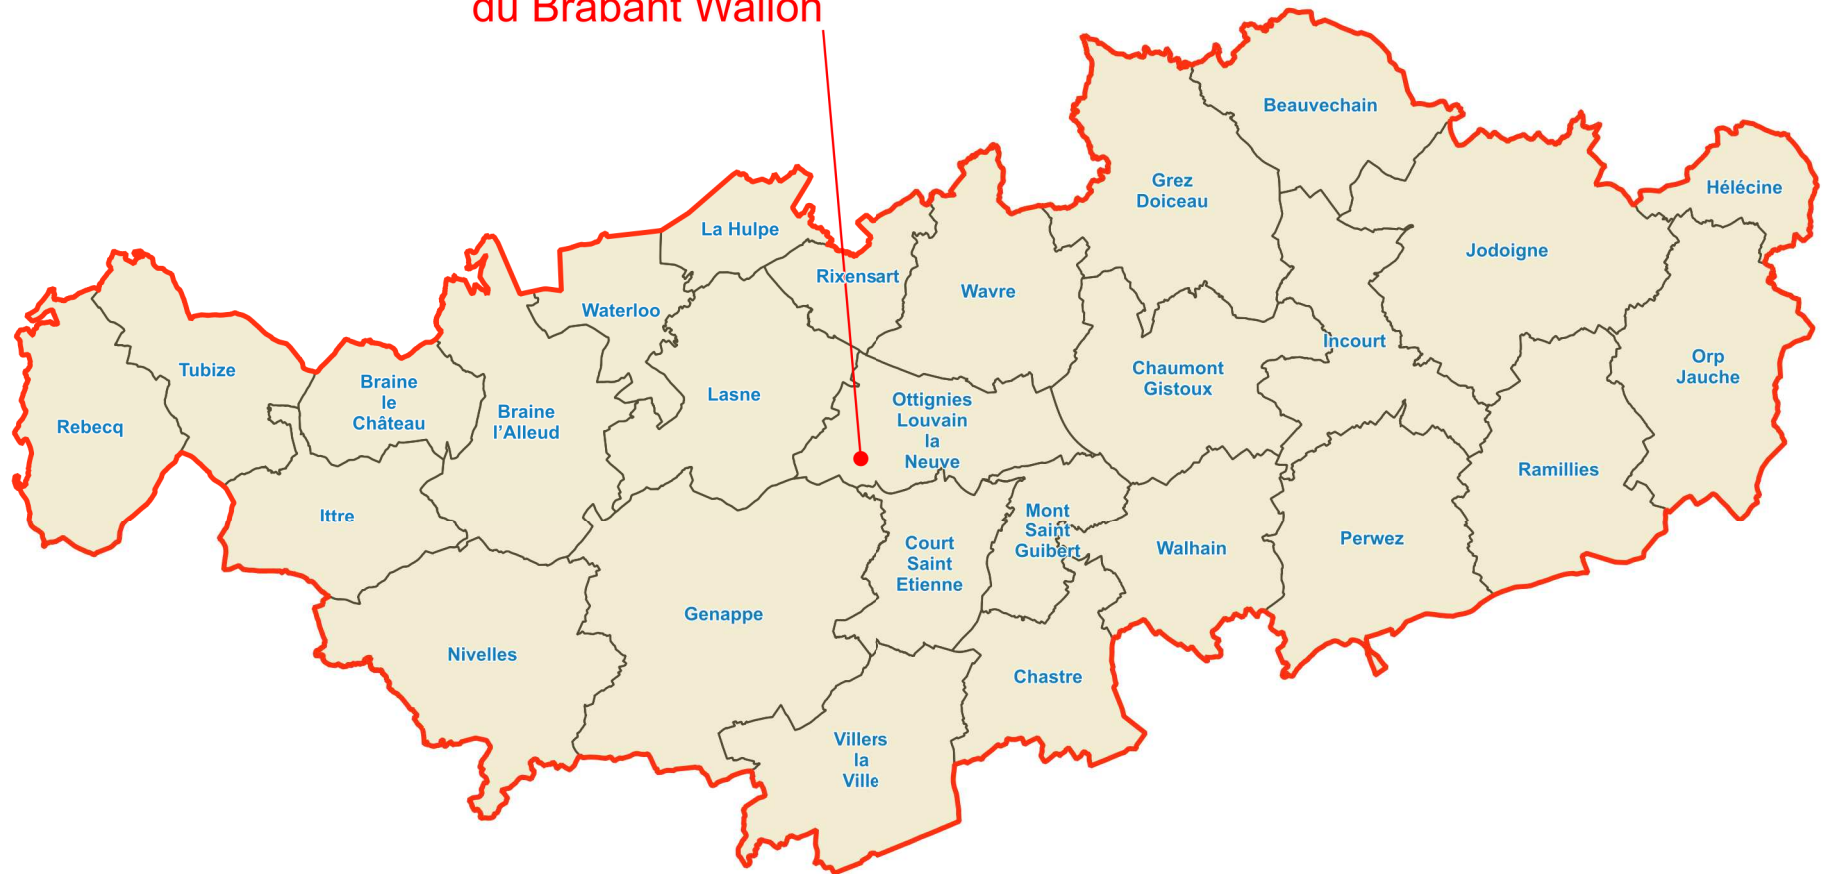 du Brabant Wallon
Beauvechain
Grez
Doiceau
Hélécine
La Hulpe
Jodoigne
Rixensart
Wavre
Waterloo
Incourt
Tubize
Braine
le
Château
Chaumont
Gistoux
Orp
Jauche
Lasne
Ottignies
Louvain
la
Neuve
Braine
l'Alleud
Rebecq
Ramillies
Ittre
Mont
Saint
Guibert
Court
Saint
Etienne
Walhain
Perwez
Genappe
Nivelles
Chastre
Villers
la
Ville